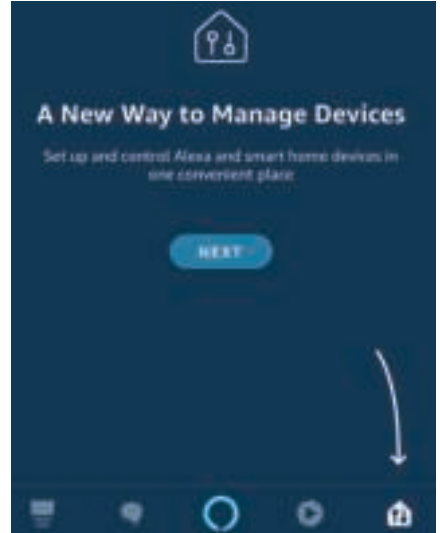 A New Way to Manage Devices
Set up and control Alexa and smart home devices in
one convenient place
NEXT